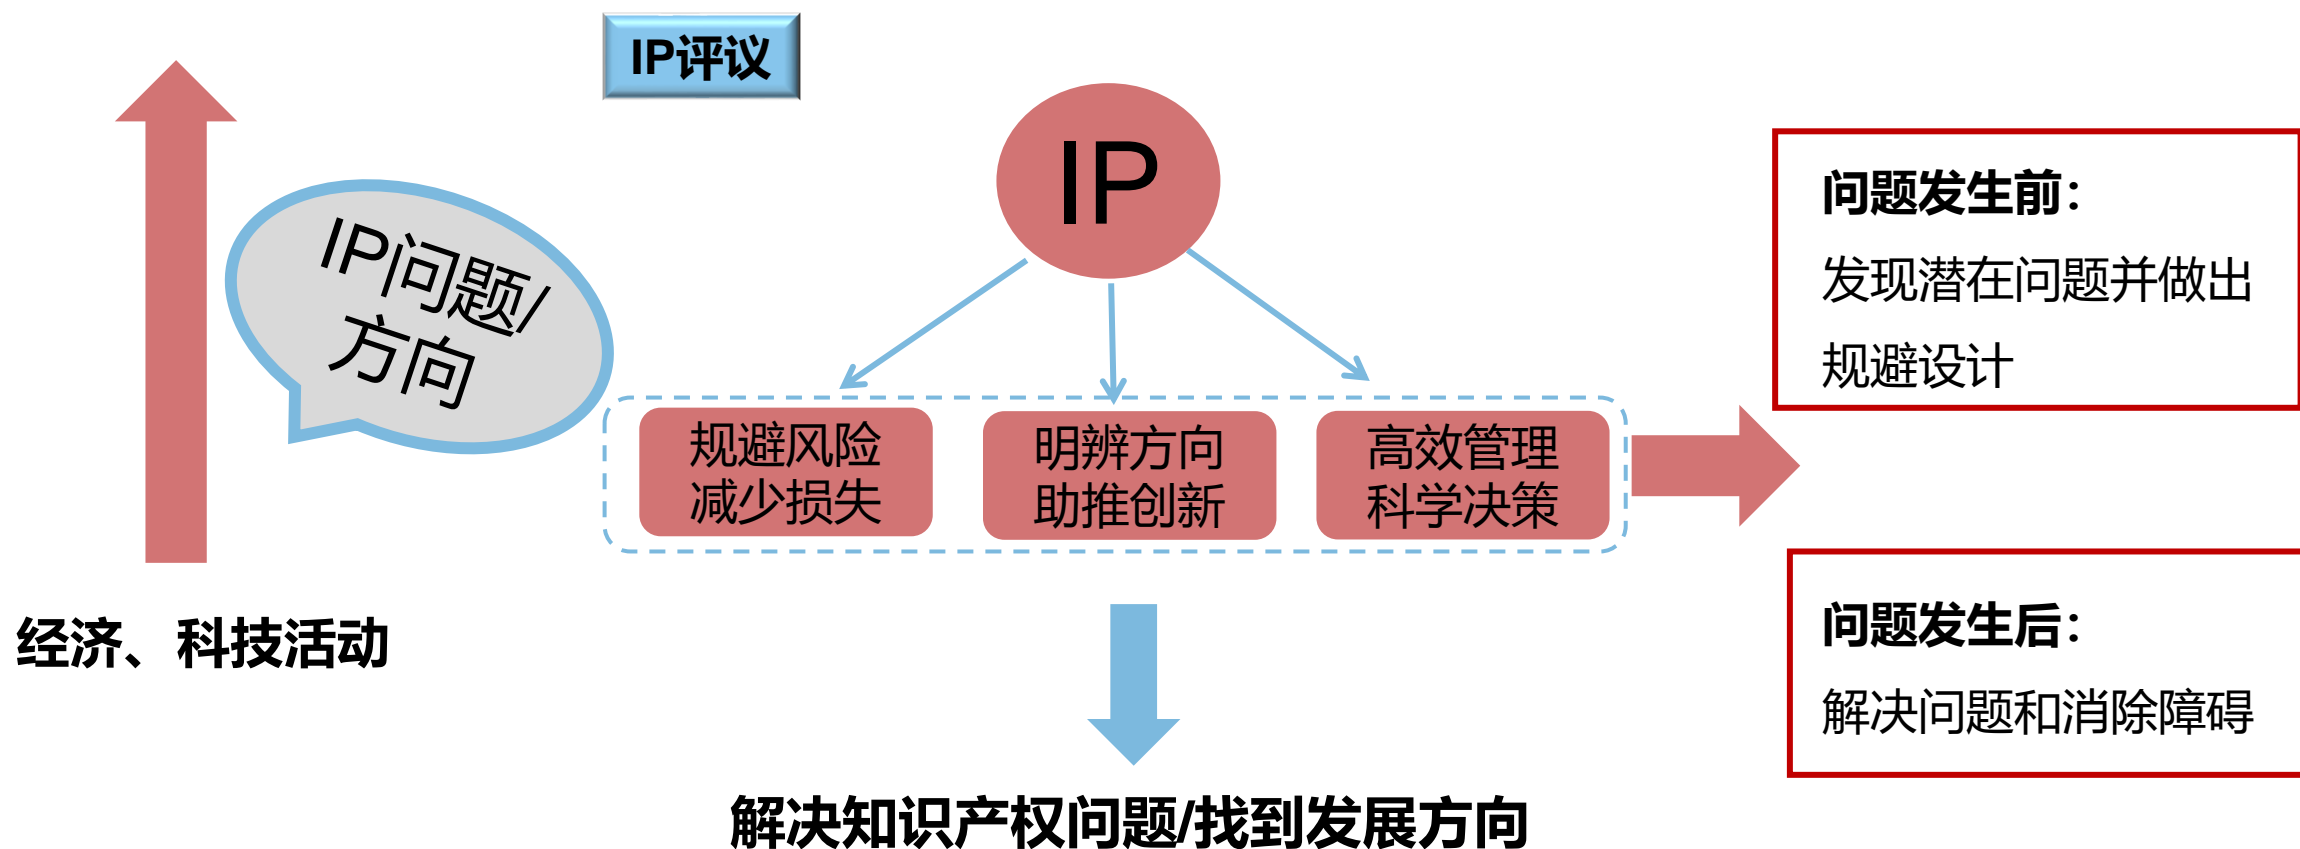 IP评议
IP
IP问题/
方向
规避风险
减少损失
明辨方向
助推创新
高效管理
科学决策
问题发生前：
发现潜在问题并做出
规避设计
问题发生后：
解决问题和消除障碍
经济、科技活动
解决知识产权问题/找到发展方向